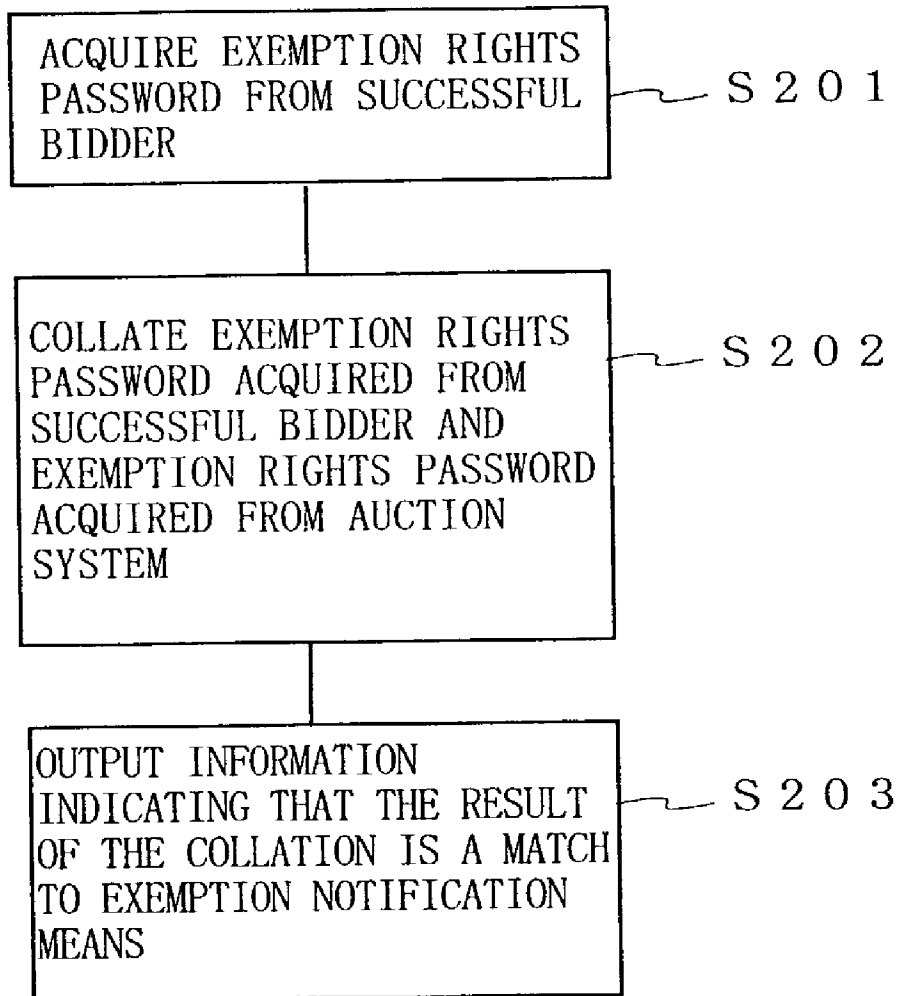 ACQUIRE EXEMPTION RIGHTS
PASSWORD FROM SUCCESSFUL
BIDDER
S201
COLLATE EXEMPTION RIGHTS
PASSWORD ACQUIRED FROM
SUCCESSFUL BIDDER AND
EXEMPTION RIGHTS PASSWORD
ACQUIRED FROM AUCTION
SYSTEM
S202
OUTPUT INFORMATION
INDICATING THAT THE RESULT
OF THE COLLATION IS A MATCH
TO EXEMPTION NOTIFICATION
MEANS
S203